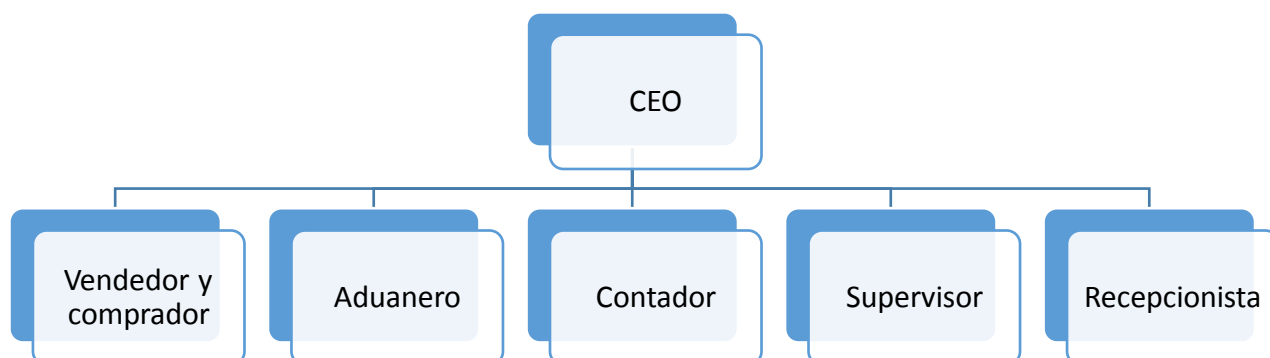 CEO
Vendedor y
comprador
Aduanero
Contador
Supervisor
Recepcionista